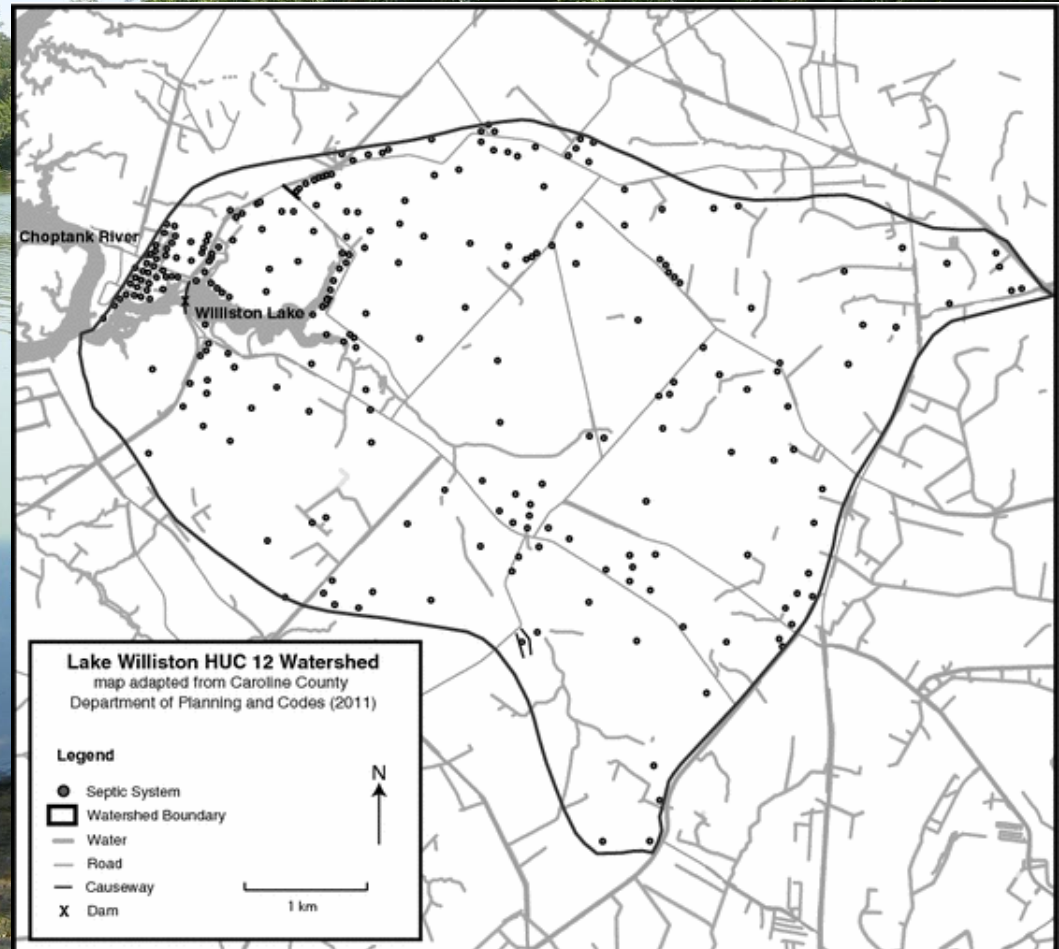 Choptank River
Williston Lake
Lake Williston HUC 12 Watershed
map adapted from Caroline County
Department of Planning and Codes (2011)
Legend
Septic System
Watershed Boundary
Water
Road
Causeway
X Dam
N
1 km
X